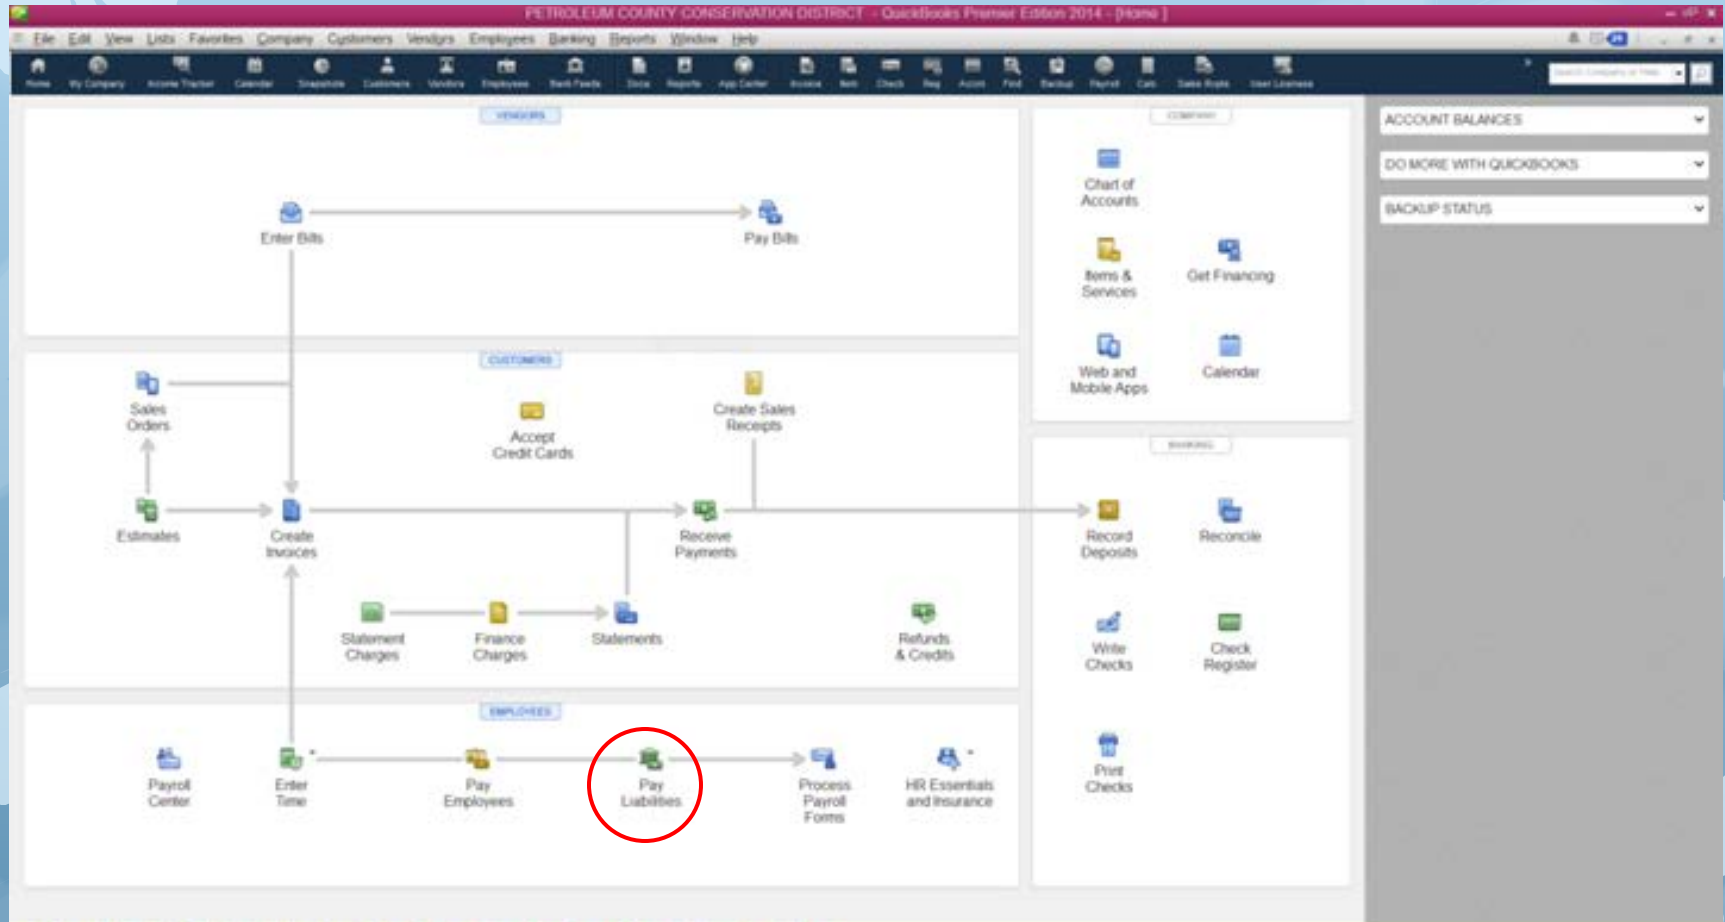 PETROLEUM COUNTY CONSERVATION DISTRICT - QuickBooks Premier Edition 2014 - [Home ]
File Edit View Lists Favorites Company Customers Vendors Employees Banking Reports Window Help
Home My Company Income Tracker Calendar Snapshots Customers Vendors Employees Bank Feeds Docs Reports App Center Invoice Item Check Reg Accnt Find Backup Payroll Calc User Licenses
Search Company or Help
VENDORS
Enter Bills
Pay Bills
CUSTOMERS
Sales
Orders
Accept
Credit Cards
Create Sales
Receipts
Estimates
Create
Invoices
Receive
Payments
Statement
Charges
Finance
Charges
Statements
Refunds
& Credits
EMPLOYEES
Payroll
Center
Enter
Time
Pay
Employees
Pay
Liabilities
Process
Payroll
Forms
HR Essentials
and Insurance
COMPANY
Chart of
Accounts
Items &
Services
Get Financing
Web and
Mobile Apps
Calendar
BANKING
Record
Deposits
Reconcile
Write
Checks
Check
Register
Print
Checks
ACCOUNT BALANCES
DO MORE WITH QUICKBOOKS
BACKUP STATUS